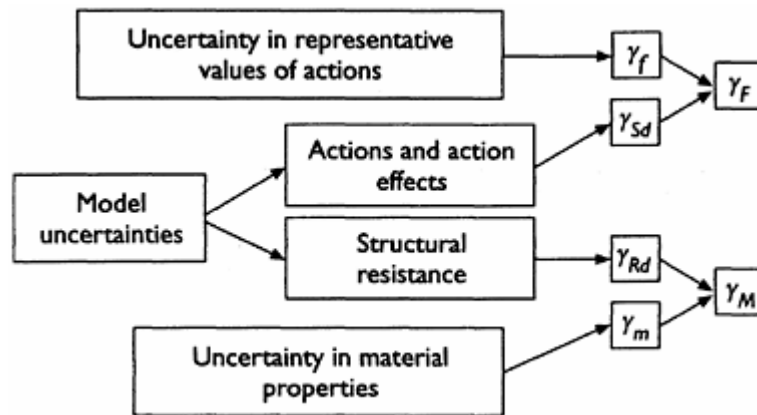 Uncertainty in representative
values of actions
γf
γF
γSd
Actions and action
effects
Model
uncertainties
Structural
resistance
γRd
γM
γm
Uncertainty in material
properties